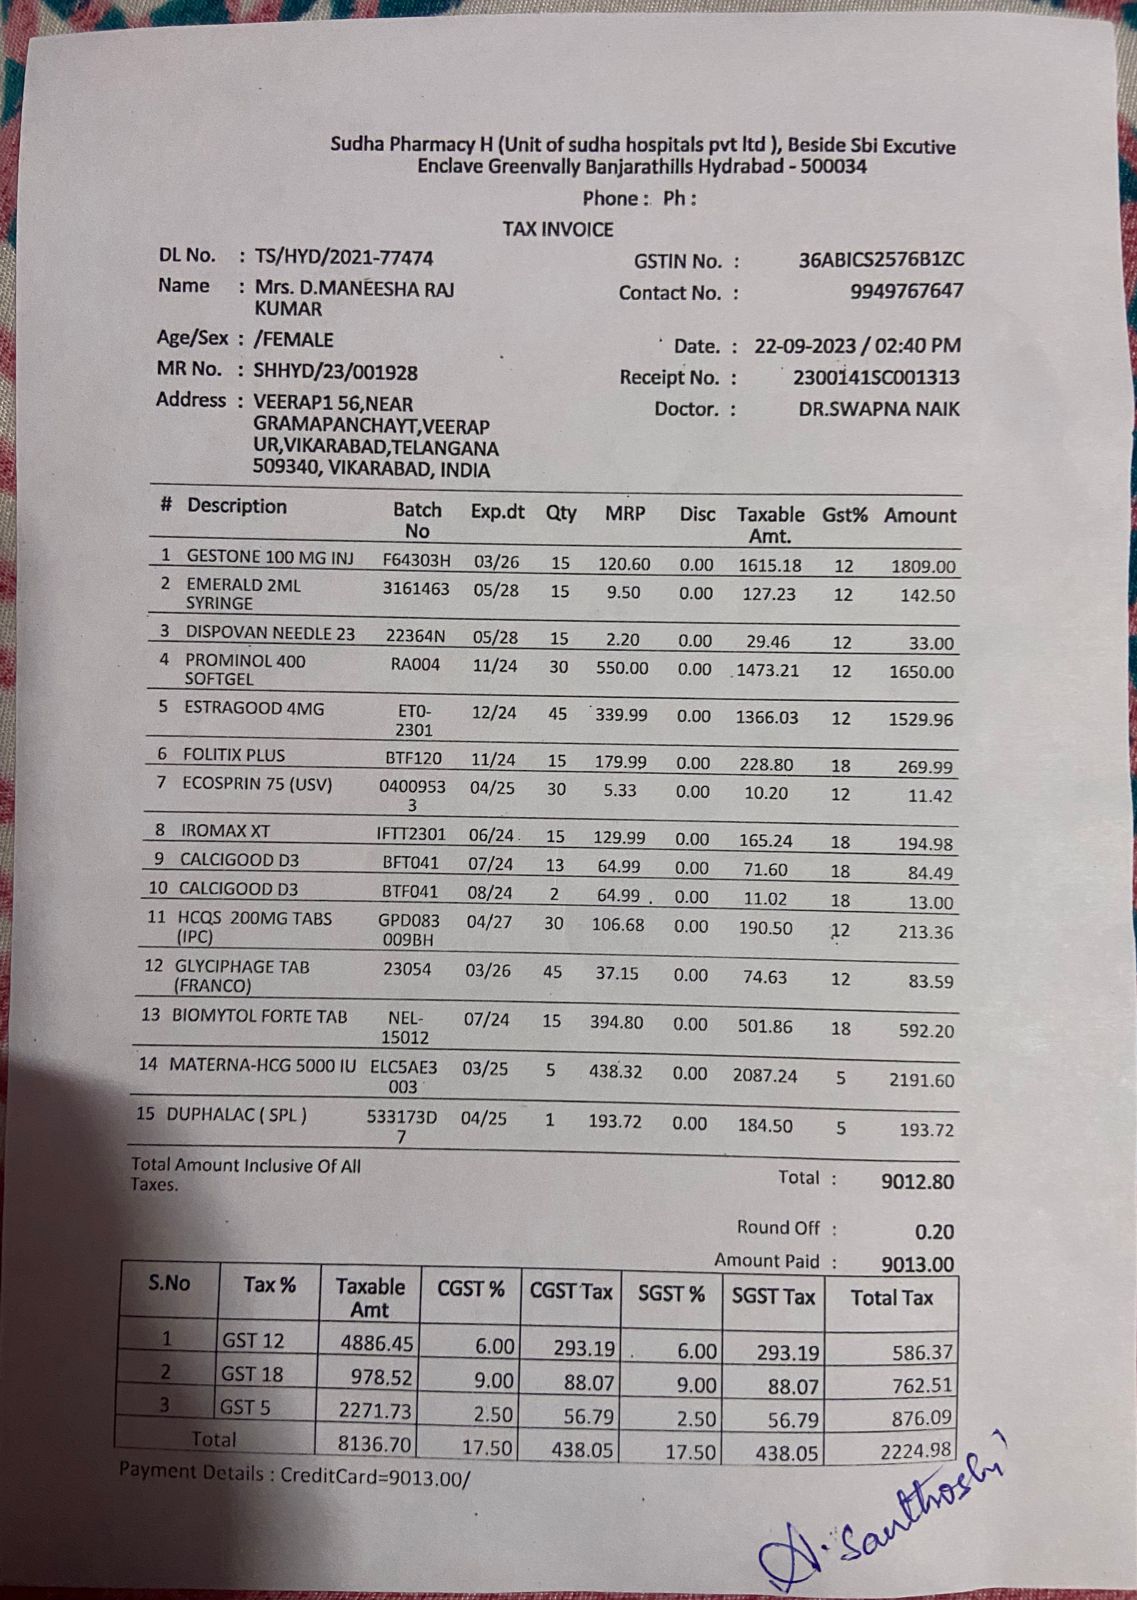 Sudha Pharmacy H (Unit of sudha hospitals pvt ltd ), Beside Sbi Excutive
Enclave Greenvally Banjarathills Hydrabad - 500034
Phone : Ph :
TAX INVOICE
DL No. : TS/HYD/2021-77474 GSTIN No. : 36ABICS2576B1ZC
Name : Mrs. D.MANEESHA RAJ Contact No. : 9949767647
KUMAR
Age/Sex : /FEMALE Date. : 22-09-2023 / 02:40 PM
MR No. : SHHYD/23/001928 Receipt No. : 2300141SC001313
Address : VEERAP1 56,NEAR Doctor. : DR.SWAPNA NAIK
GRAMAPANCHAYT,VEERAP
UR,VIKARABAD,TELANGANA
509340, VIKARABAD, INDIA
# Description Batch Exp.dt Qty MRP Disc Taxable Gst% Amount
No Amt.
1 GESTONE 100 MG INJ F64303H 03/26 15 120.60 0.00 1615.18 12 1809.00
2 EMERALD 2ML 3161463 05/28 15 9.50 0.00 127.23 12 142.50
SYRINGE
3 DISPOVAN NEEDLE 23 22364N 05/28 15 2.20 0.00 29.46 12 33.00
4 PROMINOL 400 RA004 11/24 30 550.00 0.00 1473.21 12 1650.00
SOFTGEL
5 ESTRAGOOD 4MG ET0- 12/24 45 339.99 0.00 1366.03 12 1529.96
2301
6 FOLITIX PLUS BTF120 11/24 15 179.99 0.00 228.80 18 269.99
7 ECOSPRIN 75 (USV) 0400953 04/25 30 5.33 0.00 10.20 12 11.42
3
8 IROMAX XT IFTT2301 06/24 15 129.99 0.00 165.24 18 194.98
9 CALCIGOOD D3 BFT041 07/24 13 64.99 0.00 71.60 18 84.49
10 CALCIGOOD D3 BTF041 08/24 2 64.99 0.00 11.02 18 13.00
11 HCQS 200MG TABS GPD083 04/27 30 106.68 0.00 190.50 12 213.36
(IPC) 009BH
12 GLYCIPHAGE TAB 23054 03/26 45 37.15 0.00 74.63 12 83.59
(FRANCO)
13 BIOMYTOL FORTE TAB NEL- 07/24 15 394.80 0.00 501.86 18 592.20
15012
14 MATERNA-HCG 5000 IU ELC5AE3 03/25 5 438.32 0.00 2087.24 5 2191.60
003
15 DUPHALAC ( SPL ) 533173D 04/25 1 193.72 0.00 184.50 5 193.72
7
Total Amount Inclusive Of All Total : 9012.80
Taxes.
Round Off : 0.20
Amount Paid : 9013.00
S.No Tax % Taxable CGST % CGST Tax SGST % SGST Tax Total Tax
Amt
1 GST 12 4886.45 6.00 293.19 6.00 293.19 586.37
2 GST 18 978.52 9.00 88.07 9.00 88.07 762.51
3 GST 5 2271.73 2.50 56.79 2.50 56.79 876.09
Total 8136.70 17.50 438.05 17.50 438.05 2224.98
Payment Details : CreditCard=9013.00/
A. Santhoshi